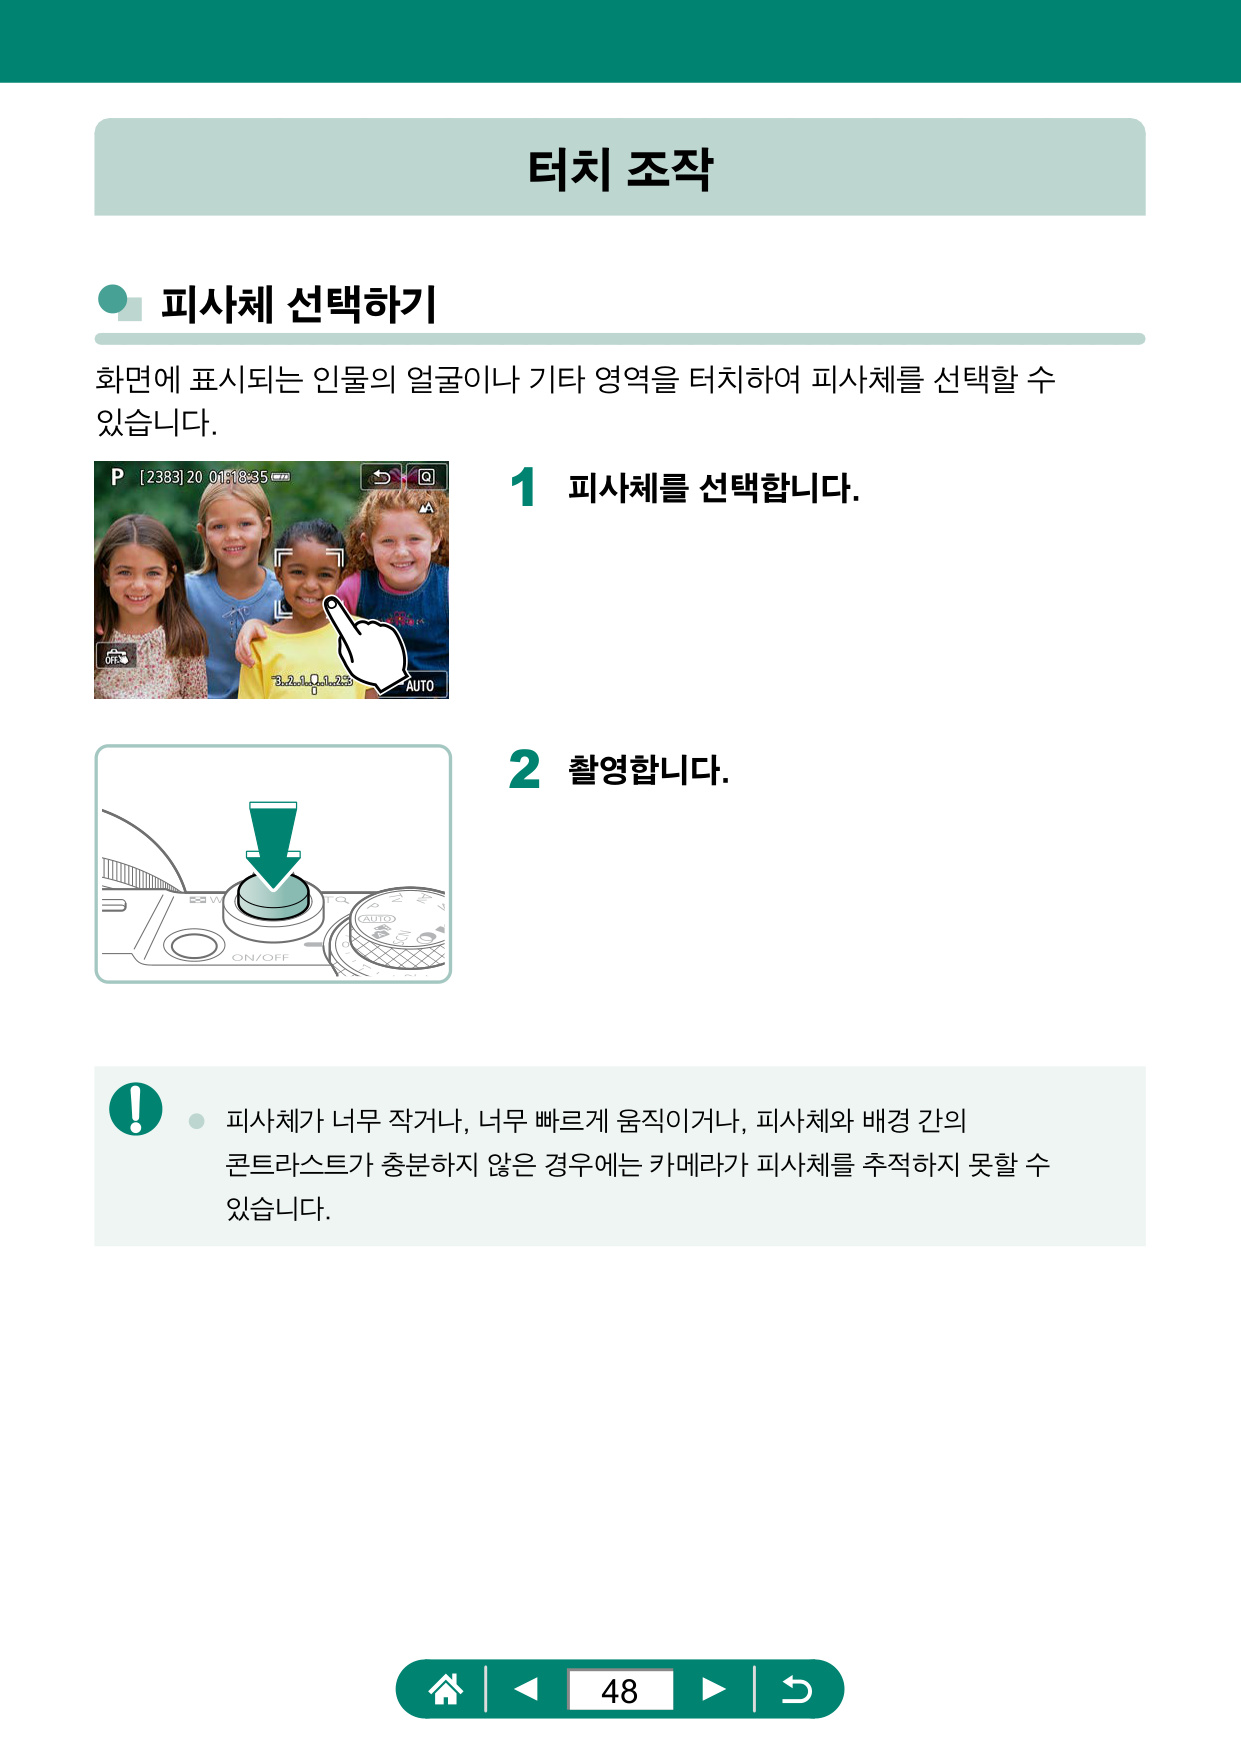 터치 조작
피사체 선택하기
화면에 표시되는 인물의 얼굴이나 기타 영역을 터치하여 피사체를 선택할 수
있습니다.
P [2383] 20 01:18:35 Q
OFF
3..2..1..0..1..2..3
AUTO
1 피사체를 선택합니다.
2 촬영합니다.
W
T
AUTO
SCN
ON/OFF
피사체가 너무 작거나, 너무 빠르게 움직이거나, 피사체와 배경 간의
콘트라스트가 충분하지 않은 경우에는 카메라가 피사체를 추적하지 못할 수
있습니다.
48